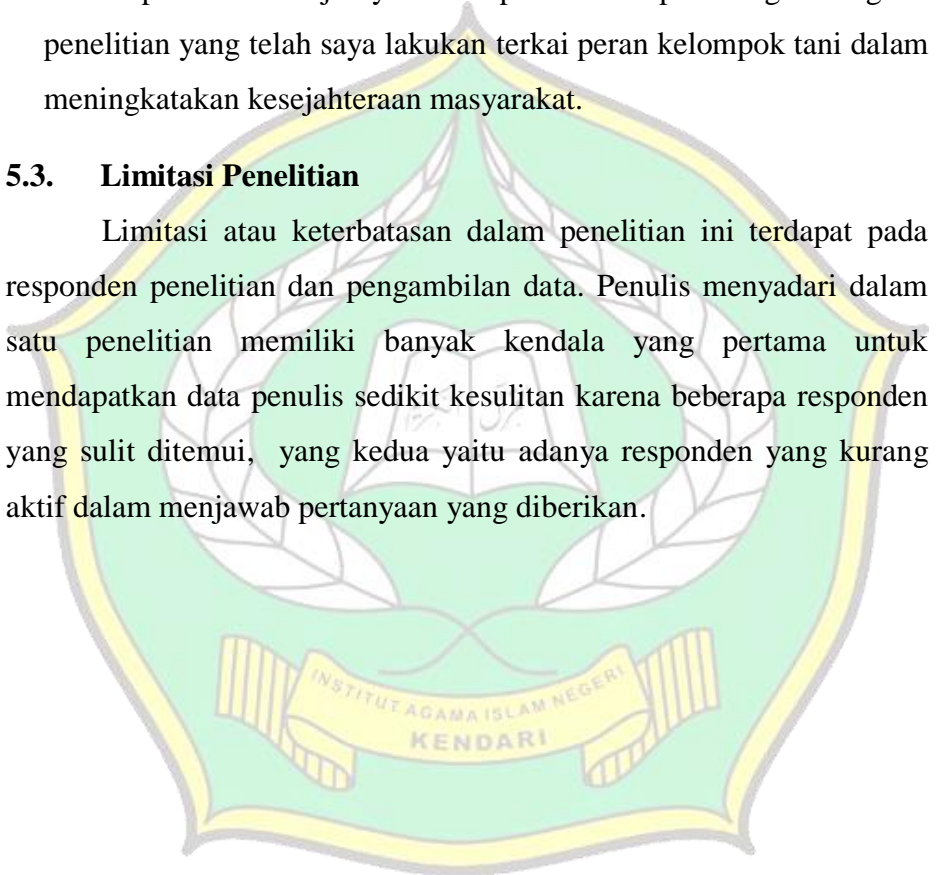 penelitian yang telah saya lakukan terkai peran kelompok tani dalam
meningkatakan kesejahteraan masyarakat.
5.3. Limitasi Penelitian
Limitasi atau keterbatasan dalam penelitian ini terdapat pada
responden penelitian dan pengambilan data. Penulis menyadari dalam
satu penelitian memiliki banyak kendala yang pertama untuk
mendapatkan data penulis sedikit kesulitan karena beberapa responden
yang sulit ditemui, yang kedua yaitu adanya responden yang kurang
aktif dalam menjawab pertanyaan yang diberikan.
INSTITUT AGAMA ISLAM NEGERI
KENDARI